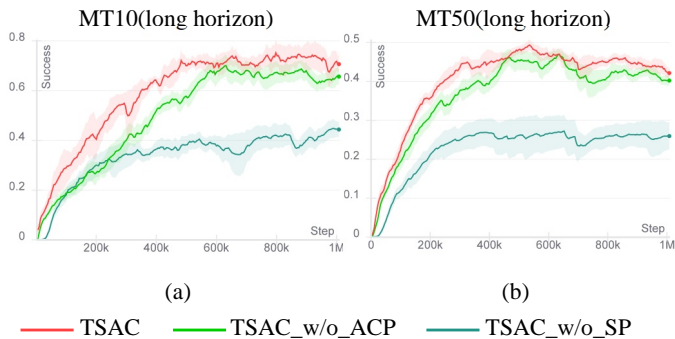 MT10(long horizon)
MT50(long horizon)
0.8
Success
0.6
0.4
0.2
0
Step
200k 400k 600k 800k 1M
0.5
Success
0.4
0.3
0.2
0.1
0
Step
0 200k 400k 600k 800k 1M
(a)
(b)
TSAC TSAC_w/o_ACP TSAC_w/o_SP